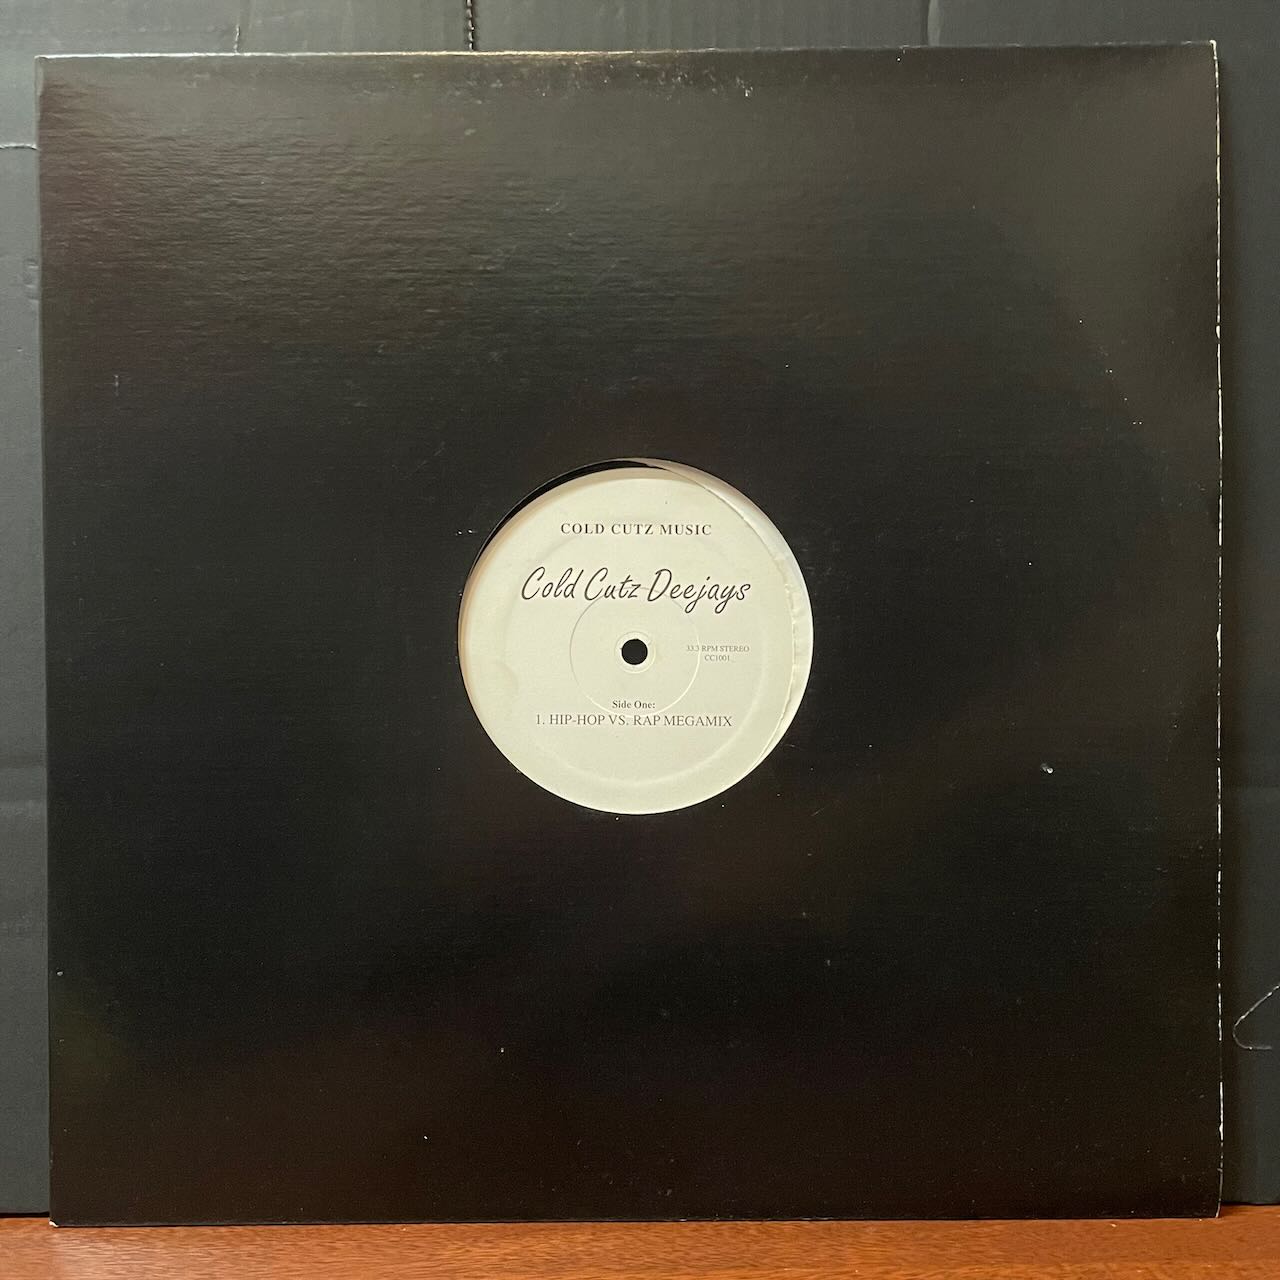 COLD CUTZ MUSIC
Cold Cutz Deejays
33.3 RPM STEREO
CC1001
Side One:
1. HIP-HOP VS. RAP MEGAMIX